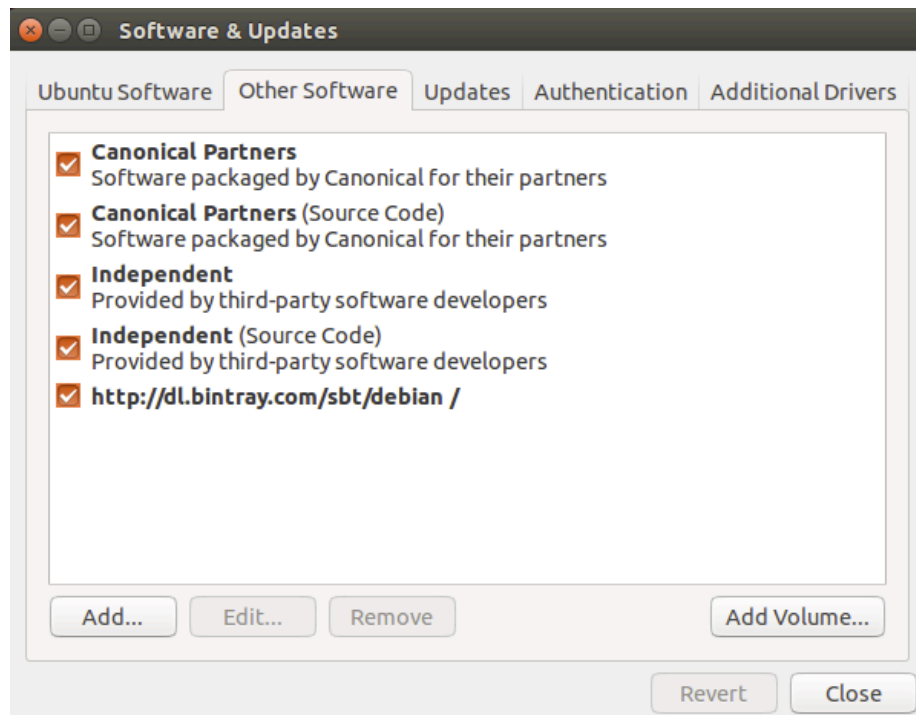 Software & Updates
Ubuntu Software Other Software Updates Authentication Additional Drivers
Canonical Partners
Software packaged by Canonical for their partners
Canonical Partners (Source Code)
Software packaged by Canonical for their partners
Independent
Provided by third-party software developers
Independent (Source Code)
Provided by third-party software developers
http://dl.bintray.com/sbt/debian /
Add... Edit... Remove Add Volume...
Revert Close